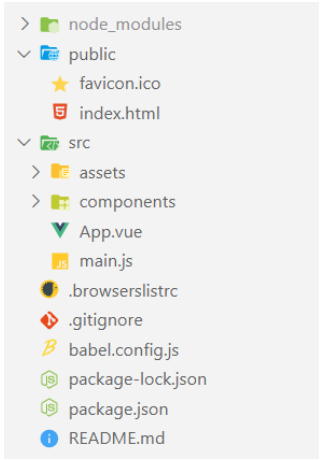 node_modules
public
favicon.ico
index.html
src
assets
components
App.vue
main.js
.browserslistrc
.gitignore
babel.config.js
package-lock.json
package.json
README.md